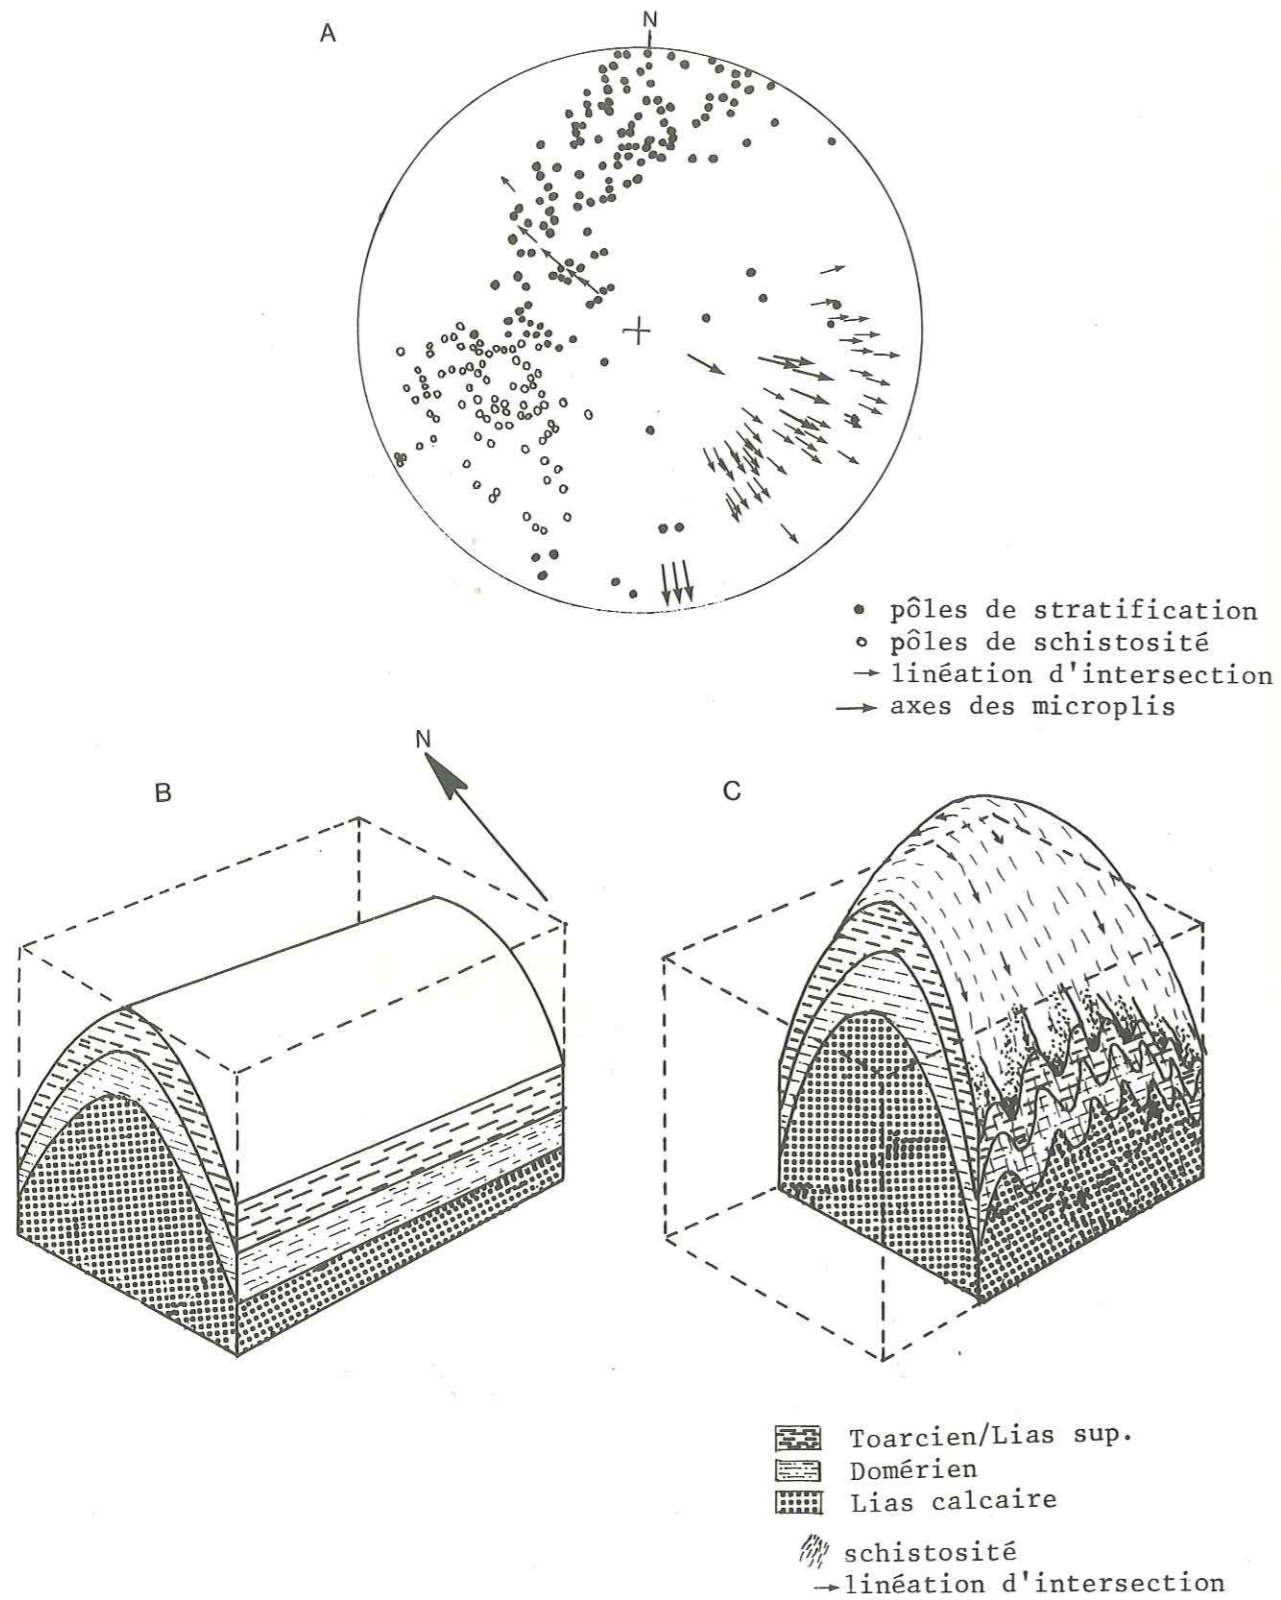 A
N
pôles de stratification
pôles de schistosité
linéation d'intersection
axes des microplis
N
B
C
Toarcien/Lias sup.
Domérien
Lias calcaire
schistosité
linéation d'intersection